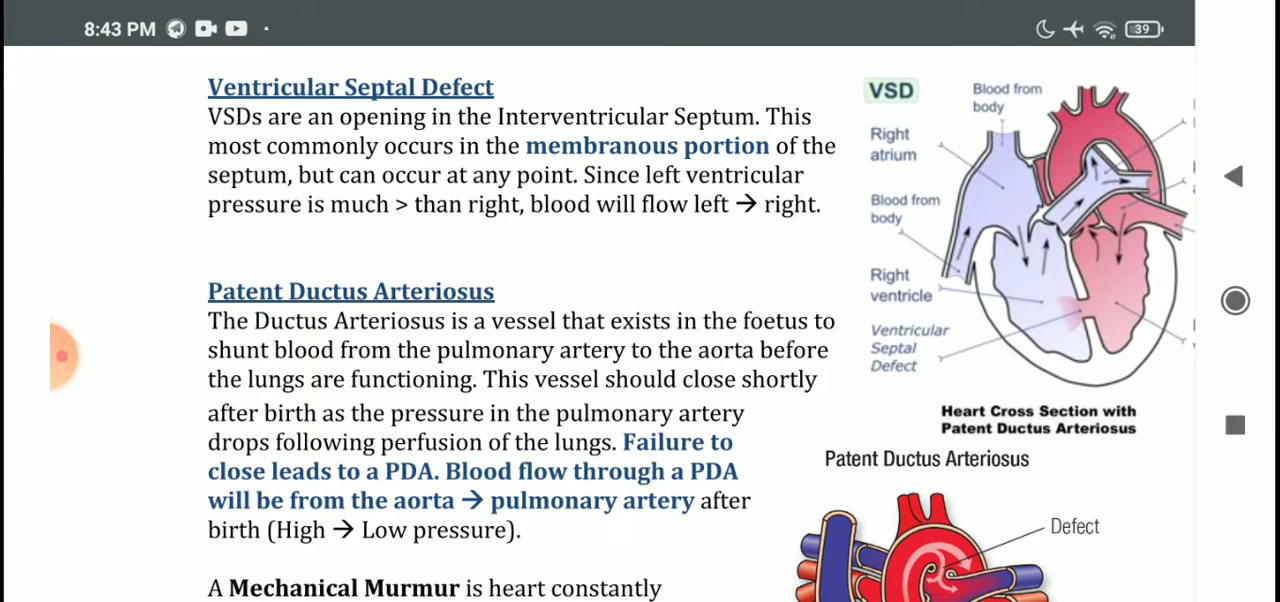 8:43 PM
39
Ventricular Septal Defect
VSDs are an opening in the Interventricular Septum. This
most commonly occurs in the membranous portion of the
septum, but can occur at any point. Since left ventricular
pressure is much > than right, blood will flow left → right.
Patent Ductus Arteriosus
The Ductus Arteriosus is a vessel that exists in the foetus to
shunt blood from the pulmonary artery to the aorta before
the lungs are functioning. This vessel should close shortly
after birth as the pressure in the pulmonary artery
drops following perfusion of the lungs. Failure to
close leads to a PDA. Blood flow through a PDA
will be from the aorta → pulmonary artery after
birth (High → Low pressure).
A Mechanical Murmur is heart constantly
VSD
Blood from
body
Right
atrium
Blood from
body
Right
ventricle
Ventricular
Septal
Defect
Heart Cross Section with
Patent Ductus Arteriosus
Patent Ductus Arteriosus
Defect